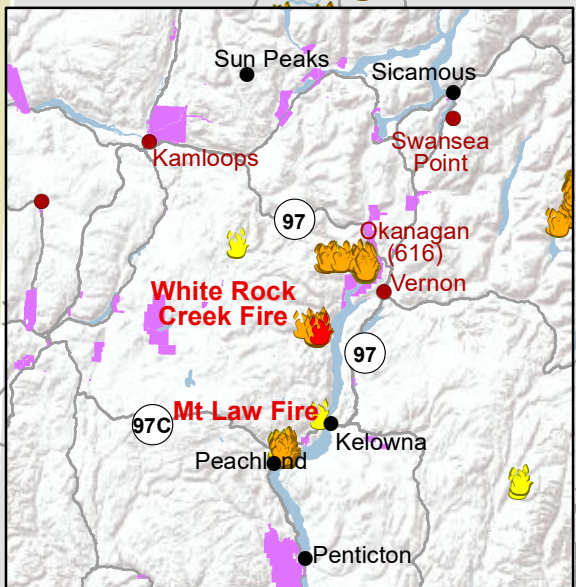 Sun Peaks
Sicamous
Swansea
Point
Kamloops
97
Okanagan
(616)
Vernon
White Rock
Creek Fire
97
Mt Law Fire
97C
Kelowna
Peachland
Penticton